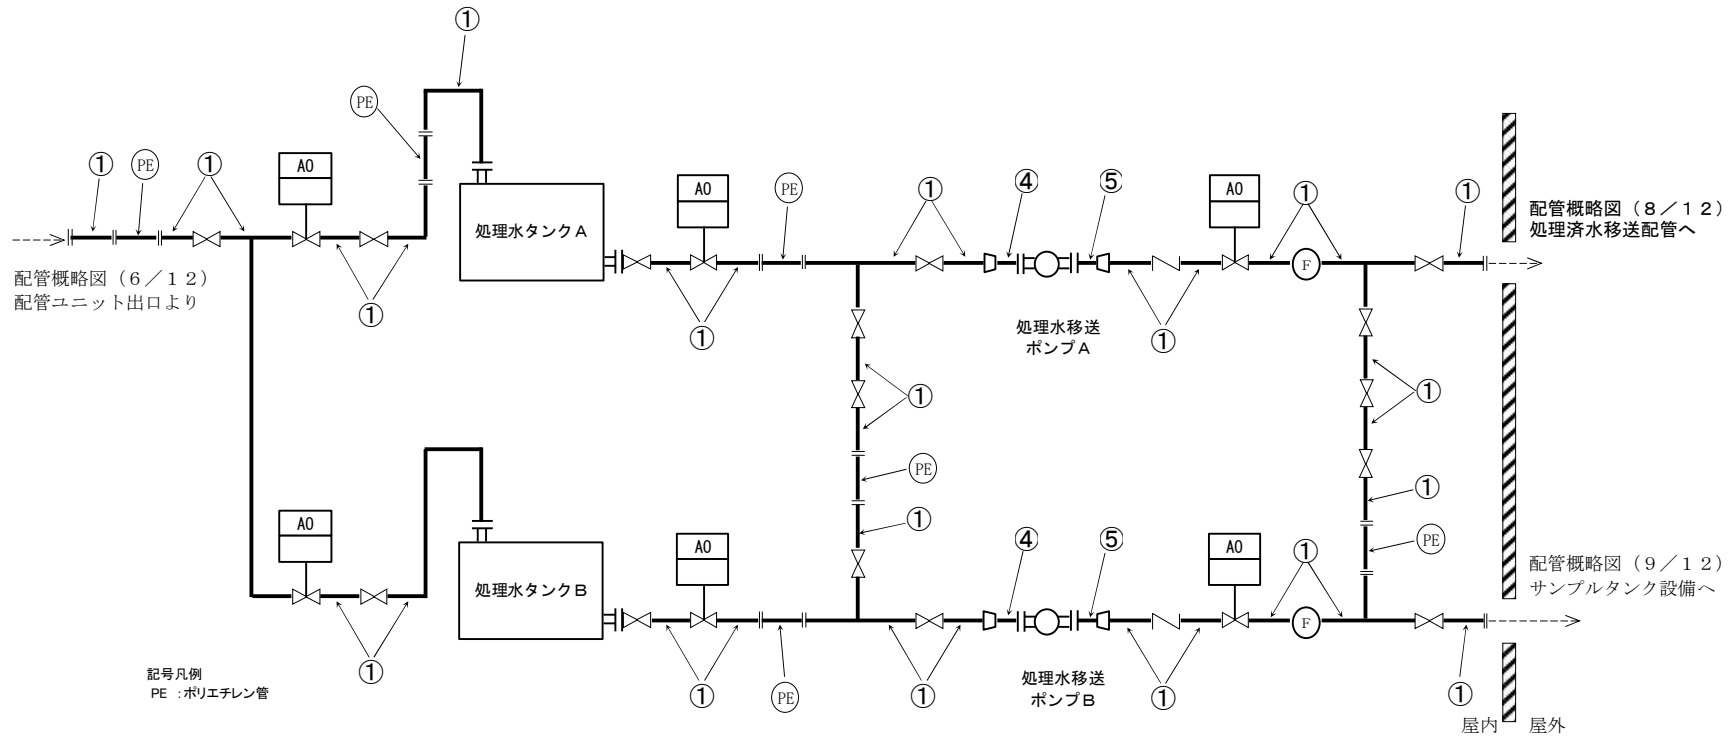 ①
PE
① PE ① AO
AO PE ① ④ ⑤ AO ① ①
処理水タンクA
配管概略図（８／１２）
処理済水移送配管へ
F
配管概略図（６／１２）
配管ユニット出口より
① ① ①
処理水移送
ポンプA
① ①
PE ①
① PE
AO AO ④ ⑤ AO ①
処理水タンクB
配管概略図（９／１２）
サンプルタンク設備へ
F
① ① PE ① ① ①
処理水移送
ポンプB
記号凡例
PE ：ポリエチレン管
屋内 屋外